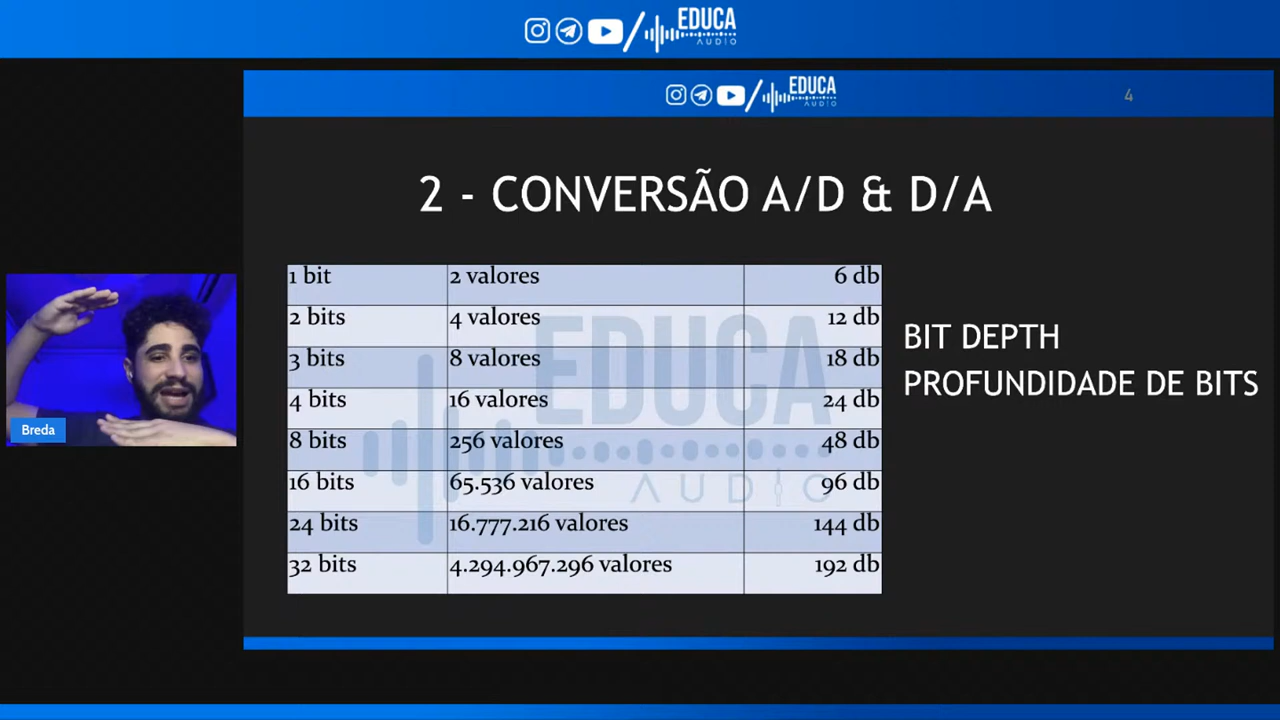 EDUCA
AUDIO
EDUCA
AUDIO
4
2 - CONVERSÃO A/D & D/A
1 bit 2 valores 6 db
2 bits 4 valores 12 db
3 bits 8 valores 18 db
4 bits 16 valores 24 db
8 bits 256 valores 48 db
16 bits 65.536 valores 96 db
24 bits 16.777.216 valores 144 db
32 bits 4.294.967.296 valores 192 db
EDUCA
AUDIO
BIT DEPTH
PROFUNDIDADE DE BITS
Breda